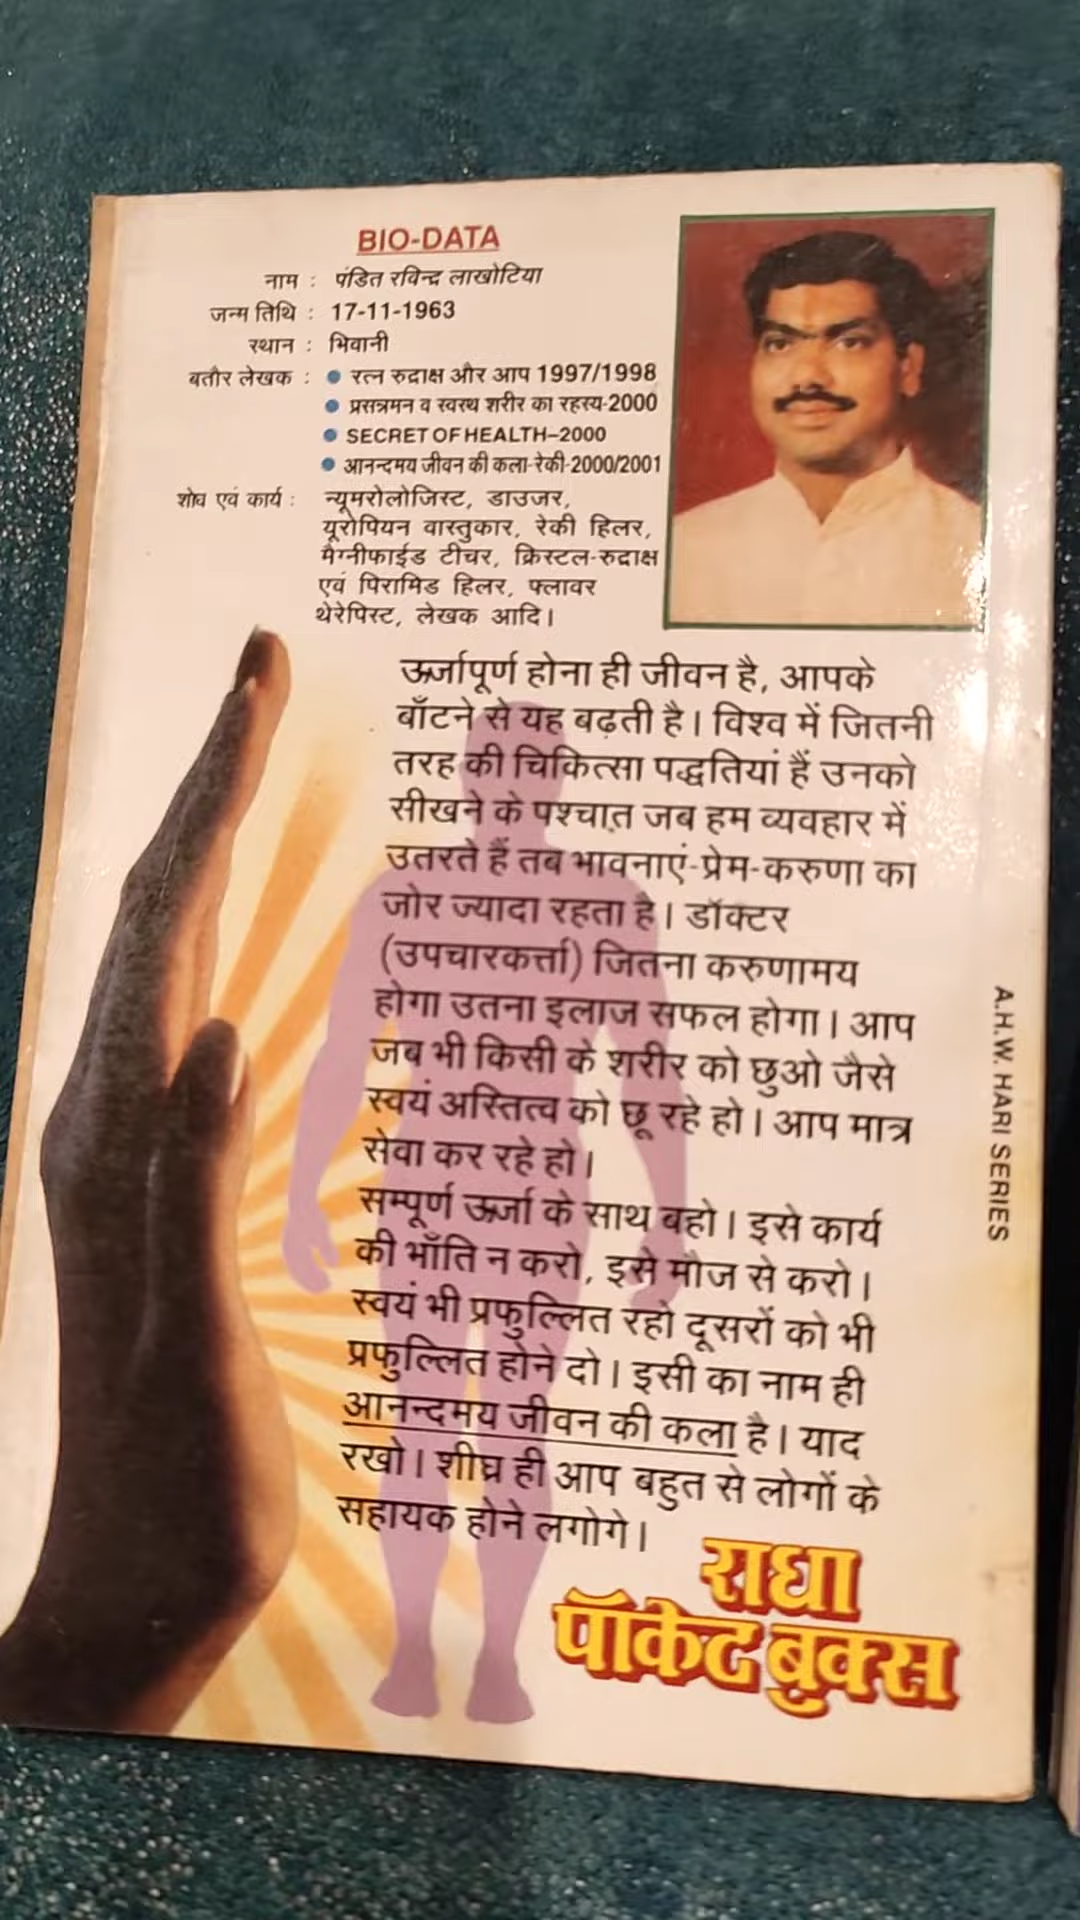 BIO-DATA
नाम : पंडित रविन्द्र लाखोटिया
जन्म तिथि : 17-11-1963
स्थान : भिवानी
बतौर लेखक : ● रत्न रुद्राक्ष और आप 1997/1998
● प्रसन्नमन व स्वस्थ शरीर का रहस्य-2000
● SECRET OF HEALTH–2000
● आनन्दमय जीवन की कला-रेकी-2000/2001
शोध एवं कार्य : न्यूमरोलोजिस्ट, डाउजर,
यूरोपियन वास्तुकार, रेकी हिलर,
मैग्नीफाईड टीचर, क्रिस्टल-रुद्राक्ष
एवं पिरामिड हिलर, फ्लावर
थेरेपिस्ट, लेखक आदि।
ऊर्जापूर्ण होना ही जीवन है, आपके
बाँटने से यह बढ़ती है। विश्व में जितनी
तरह की चिकित्सा पद्धतियां हैं उनको
सीखने के पश्चात् जब हम व्यवहार में
उतरते हैं तब भावनाएं-प्रेम-करुणा का
जोर ज्यादा रहता है। डॉक्टर
(उपचारकर्त्ता) जितना करुणामय
होगा उतना इलाज सफल होगा। आप
जब भी किसी के शरीर को छुओ जैसे
स्वयं अस्तित्व को छू रहे हो। आप मात्र
सेवा कर रहे हो।
सम्पूर्ण ऊर्जा के साथ बहो। इसे कार्य
की भाँति न करो, इसे मौज से करो।
स्वयं भी प्रफुल्लित रहो दूसरों को भी
प्रफुल्लित होने दो। इसी का नाम ही
आनन्दमय जीवन की कला है। याद
रखो। शीघ्र ही आप बहुत से लोगों के
सहायक होने लगोगे।
राधा
पॉकेट बुक्स
A.H.W. HARI SERIES